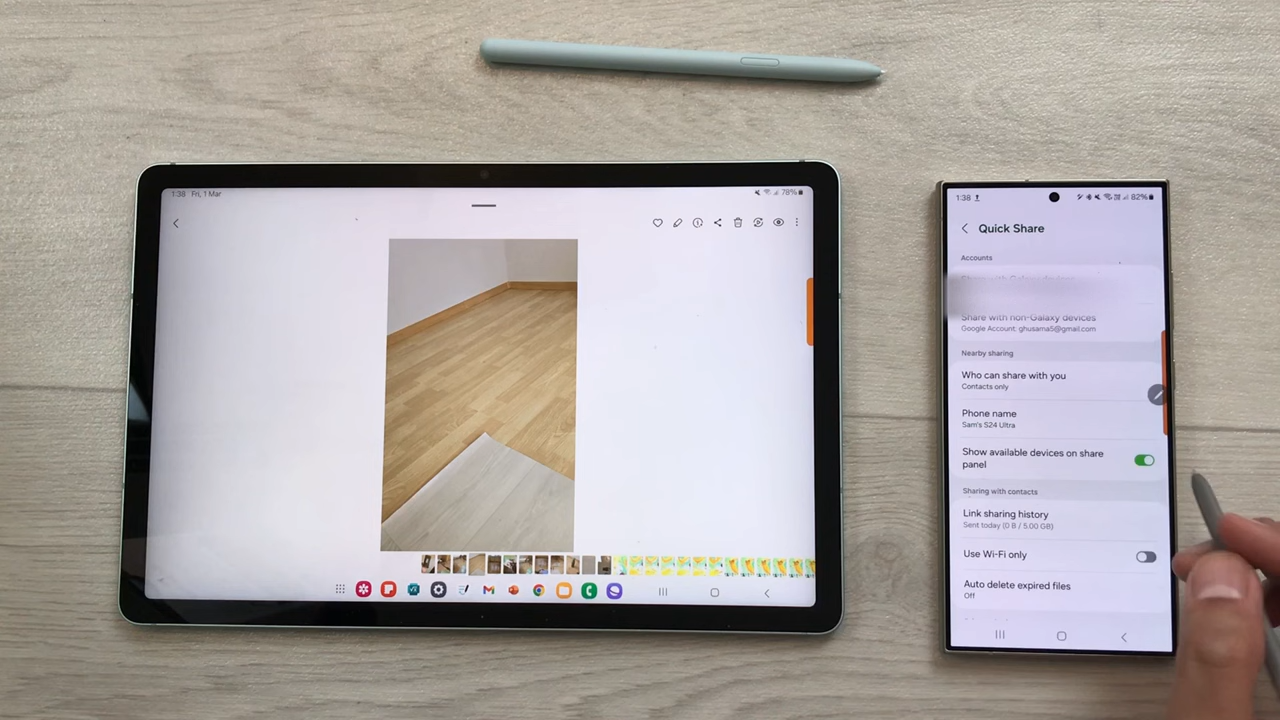 1:38 Fri, 1 Mar
78%
1:38
82%
Quick Share
Accounts
Share with non-Galaxy devices
Google Account: ghusarna5@gmail.com
Nearby sharing
Who can share with you
Contacts only
Phone name
Sam's S24 Ultra
Show available devices on share
panel
Sharing with contacts
Link sharing history
Sent today (0 B / 5.00 GB)
Use Wi-Fi only
Auto delete expired files
Off